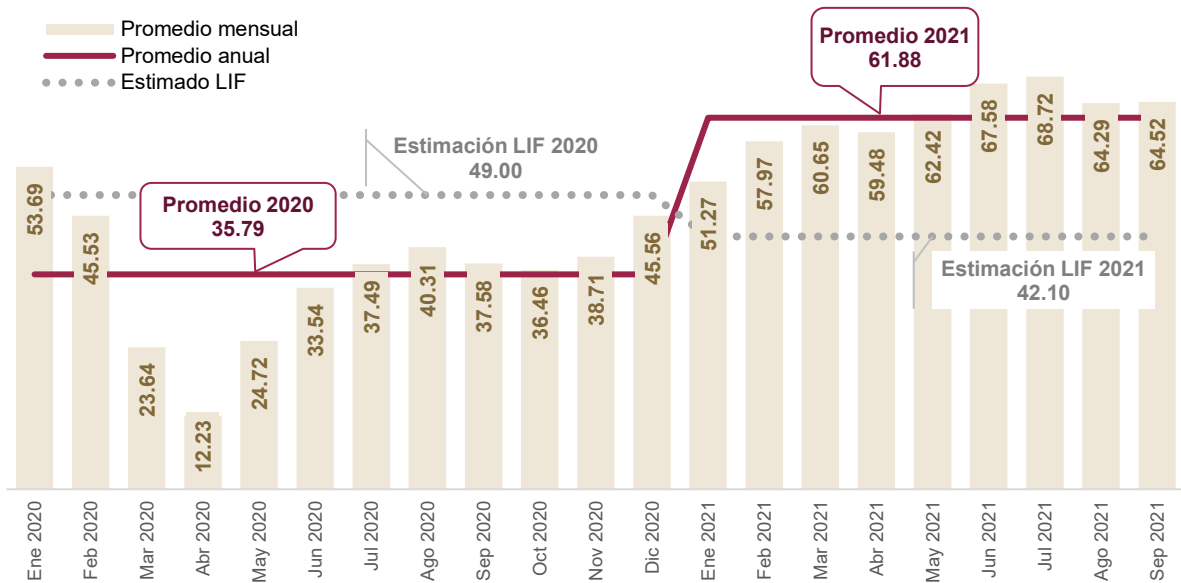 Promedio mensual
Promedio anual
Estimado LIF
Promedio 2021
61.88
Estimación LIF 2020
49.00
Promedio 2020
35.79
Estimación LIF 2021
42.10
53.69
45.53
23.64
12.23
24.72
33.54
37.49
40.31
37.58
36.46
38.71
45.56
51.27
57.97
60.65
59.48
62.42
67.58
68.72
64.29
64.52
Ene 2020
Feb 2020
Mar 2020
Abr 2020
May 2020
Jun 2020
Jul 2020
Ago 2020
Sep 2020
Oct 2020
Nov 2020
Dic 2020
Ene 2021
Feb 2021
Mar 2021
Abr 2021
May 2021
Jun 2021
Jul 2021
Ago 2021
Sep 2021